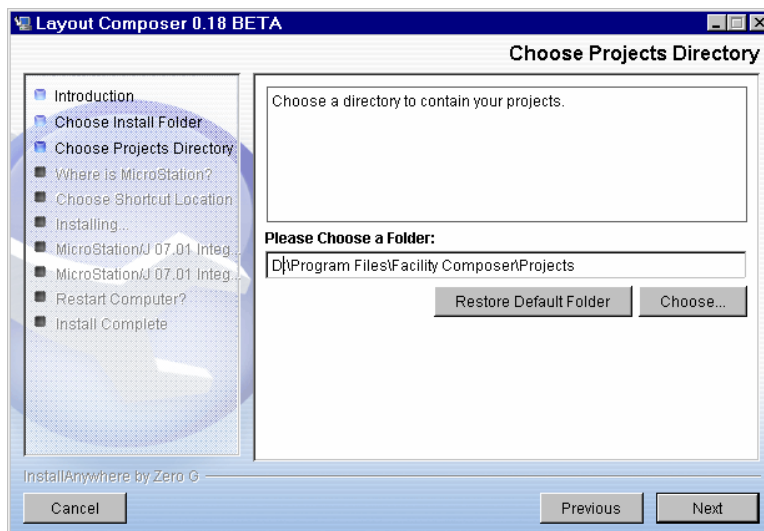 Layout Composer 0.18 BETA
Choose Projects Directory
Introduction
Choose Install Folder
Choose Projects Directory
Where is MicroStation?
Choose Shortcut Location
Installing...
MicroStation/J 07.01 Integ...
MicroStation/J 07.01 Integ...
Restart Computer?
Install Complete
Choose a directory to contain your projects.
Please Choose a Folder:
D:\Program Files\Facility Composer\Projects
Restore Default Folder
Choose...
InstallAnywhere by Zero G
Cancel
Previous
Next